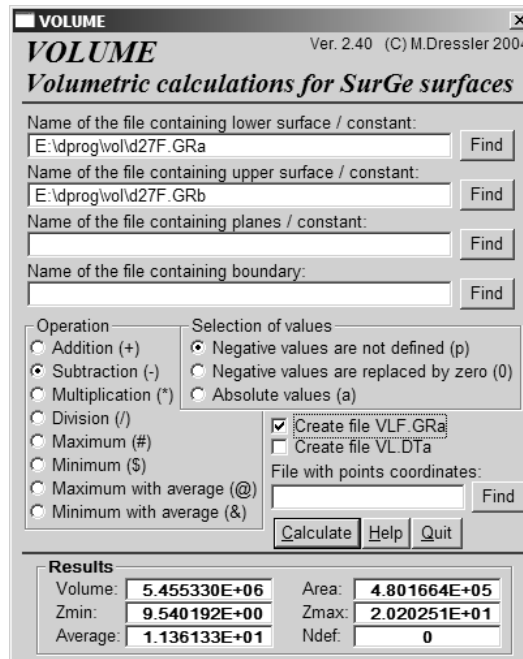 VOLUME
VOLUME Ver. 2.40 (C) M.Dressler 2004
Volumetric calculations for SurGe surfaces
Name of the file containing lower surface / constant:
E:\dprog\vol\d27F.GRa Find
Name of the file containing upper surface / constant:
E:\dprog\vol\d27F.GRb Find
Name of the file containing planes / constant:
Find
Name of the file containing boundary:
Find
Operation
Addition (+)
Subtraction (-)
Multiplication (*)
Division (/)
Maximum (#)
Minimum ($)
Maximum with average (@)
Minimum with average (&)
Selection of values
Negative values are not defined (p)
Negative values are replaced by zero (0)
Absolute values (a)
Create file VLF.GRa
Create file VL.DTa
File with points coordinates:
Find
Calculate Help Quit
Results
Volume: 5.455330E+06 Area: 4.801664E+05
Zmin: 9.540192E+00 Zmax: 2.020251E+01
Average: 1.136133E+01 Ndef: 0